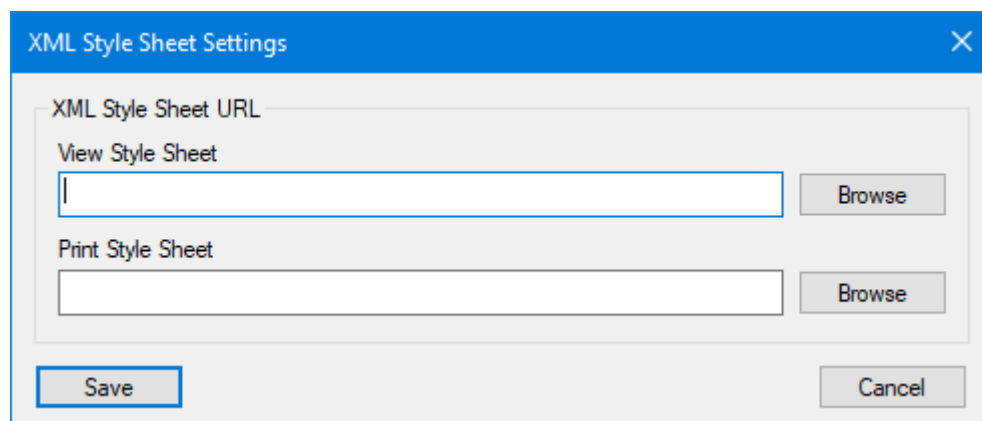 XML Style Sheet Settings
XML Style Sheet URL
View Style Sheet
Browse
Print Style Sheet
Browse
Save Cancel